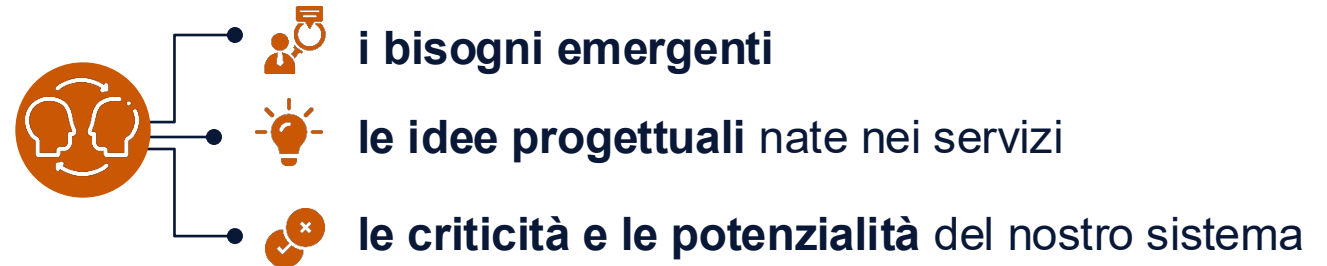 i bisogni emergenti
le idee progettuali nate nei servizi
le criticità e le potenzialità del nostro sistema